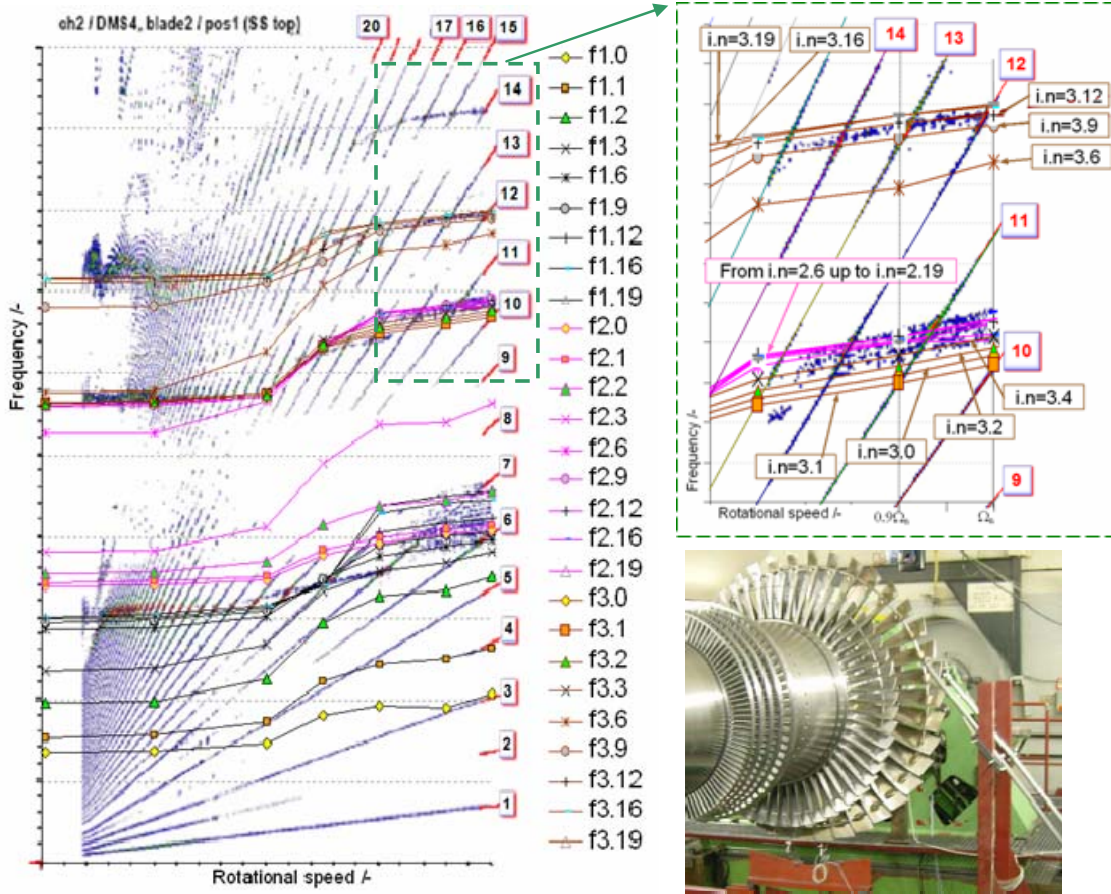 ch2 / DMS4, blade2 / pos1 (SS top)
20
17
16
15
14
13
12
11
10
9
8
7
6
5
4
3
2
1
Frequency /-
Rotational speed /-
f1.0
f1.1
f1.2
f1.3
f1.6
f1.9
f1.12
f1.16
f1.19
f2.0
f2.1
f2.2
f2.3
f2.6
f2.9
f2.12
f2.16
f2.19
f3.0
f3.1
f3.2
f3.3
f3.6
f3.9
f3.12
f3.16
f3.19
i.n=3.19
i.n=3.16
14
13
12
i.n=3.12
i.n=3.9
i.n=3.6
11
From i.n=2.6 up to i.n=2.19
10
i.n=3.4
i.n=3.2
i.n=3.0
i.n=3.1
9
Frequency /-
Rotational speed /-
0.9Ωₙ
Ωₙ